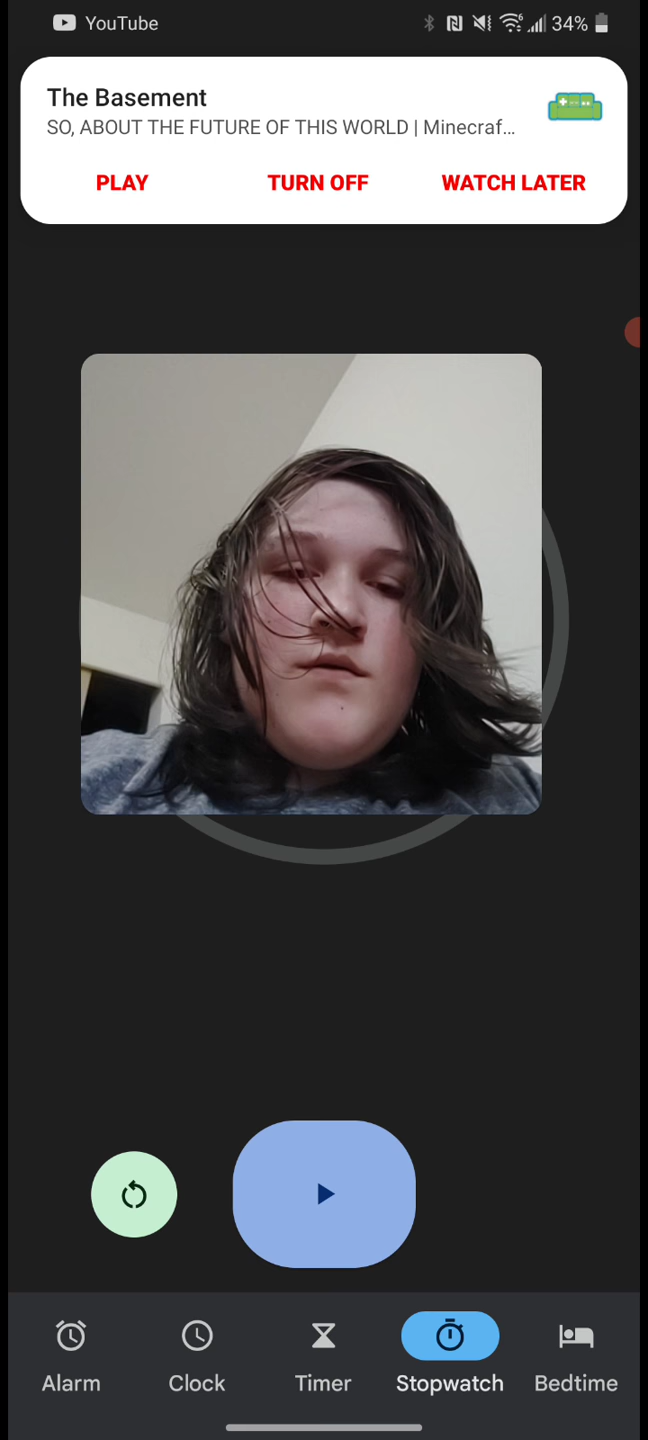 YouTube
34%
The Basement
SO, ABOUT THE FUTURE OF THIS WORLD | Minecraf...
PLAY TURN OFF WATCH LATER
Alarm Clock Timer Stopwatch Bedtime